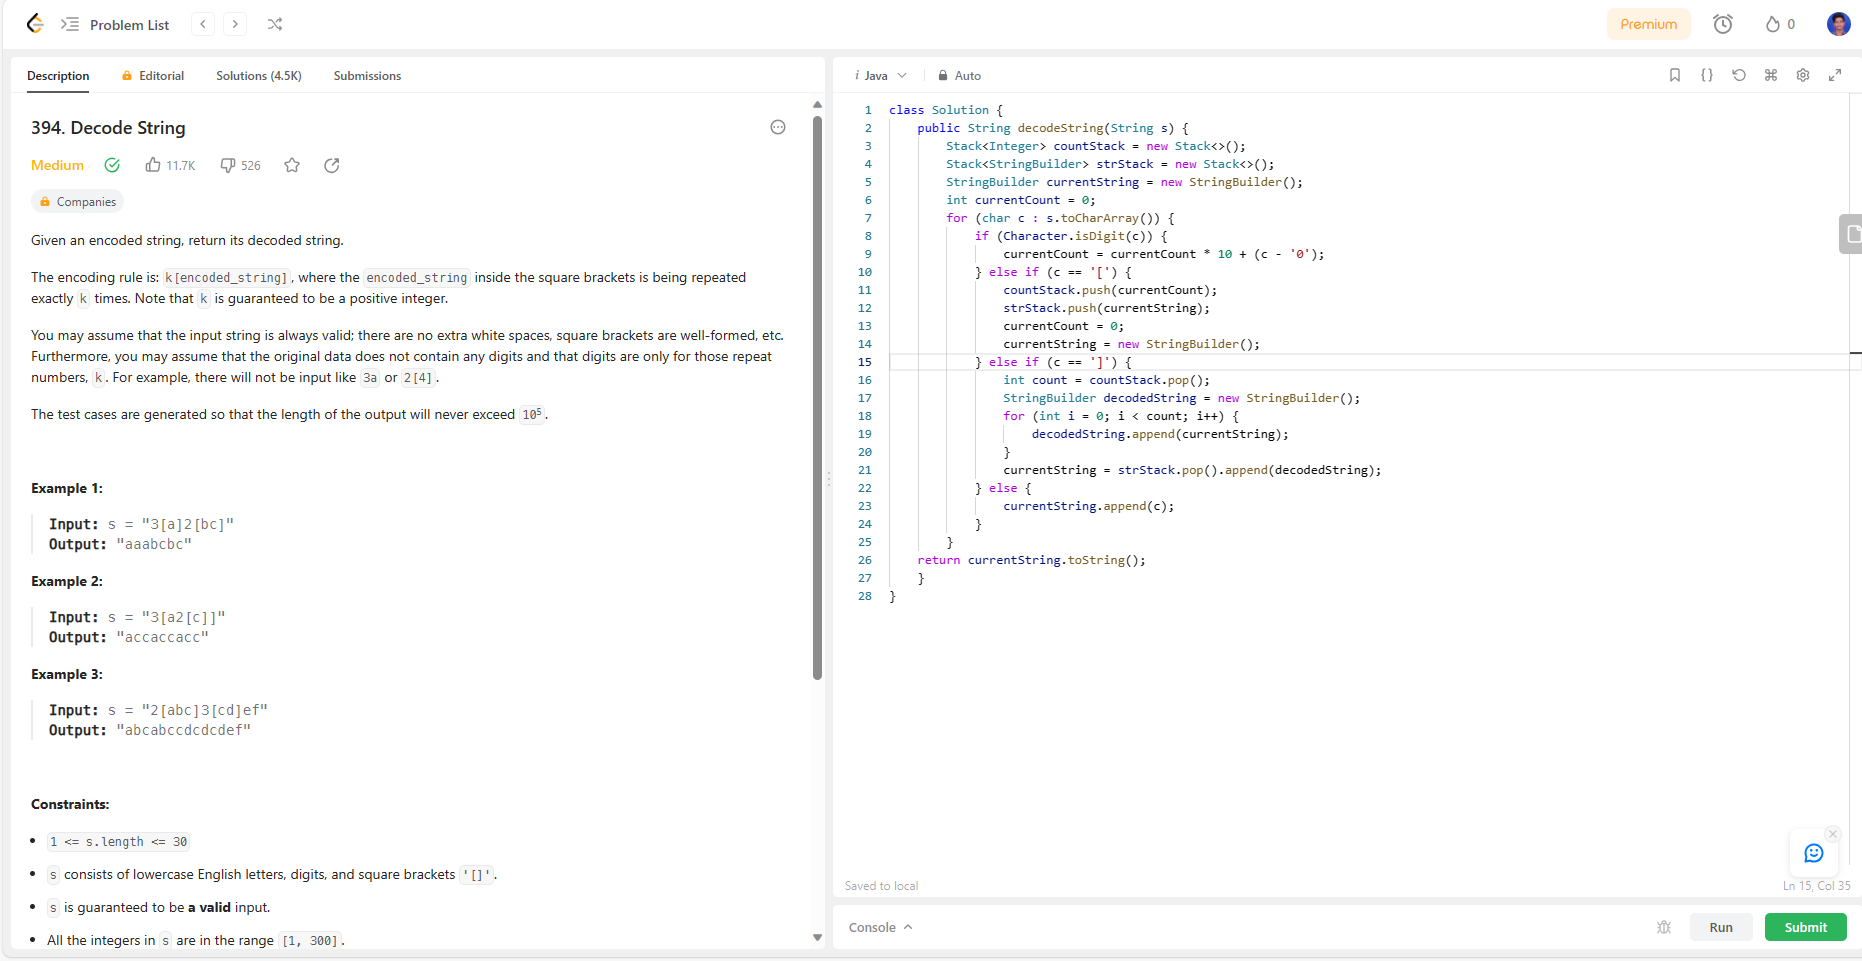 Problem List
Premium
0
Description
Editorial
Solutions (4.5K)
Submissions
394. Decode String
Medium
11.7K
526
Companies
Given an encoded string, return its decoded string.
The encoding rule is: k[encoded_string], where the encoded_string inside the square brackets is being repeated
exactly k times. Note that k is guaranteed to be a positive integer.
You may assume that the input string is always valid; there are no extra white spaces, square brackets are well-formed, etc.
Furthermore, you may assume that the original data does not contain any digits and that digits are only for those repeat
numbers, k. For example, there will not be input like 3a or 2[4].
The test cases are generated so that the length of the output will never exceed 10⁵.
Example 1:
Input: s = "3[a]2[bc]"
Output: "aaabcbc"
Example 2:
Input: s = "3[a2[c]]"
Output: "accaccacc"
Example 3:
Input: s = "2[abc]3[cd]ef"
Output: "abcabccdcdcdef"
Constraints:
• 1 <= s.length <= 30
• s consists of lowercase English letters, digits, and square brackets '[]'.
• s is guaranteed to be a valid input.
• All the integers in s are in the range [1, 300].
i Java
Auto
1 class Solution {
2 public String decodeString(String s) {
3 Stack<Integer> countStack = new Stack<>();
4 Stack<StringBuilder> strStack = new Stack<>();
5 StringBuilder currentString = new StringBuilder();
6 int currentCount = 0;
7 for (char c : s.toCharArray()) {
8 if (Character.isDigit(c)) {
9 currentCount = currentCount * 10 + (c - '0');
10 } else if (c == '[') {
11 countStack.push(currentCount);
12 strStack.push(currentString);
13 currentCount = 0;
14 currentString = new StringBuilder();
15 } else if (c == ']') {
16 int count = countStack.pop();
17 StringBuilder decodedString = new StringBuilder();
18 for (int i = 0; i < count; i++) {
19 decodedString.append(currentString);
20 }
21 currentString = strStack.pop().append(decodedString);
22 } else {
23 currentString.append(c);
24 }
25 }
26 return currentString.toString();
27 }
28 }
Saved to local
Ln 15, Col 35
Console
Run
Submit